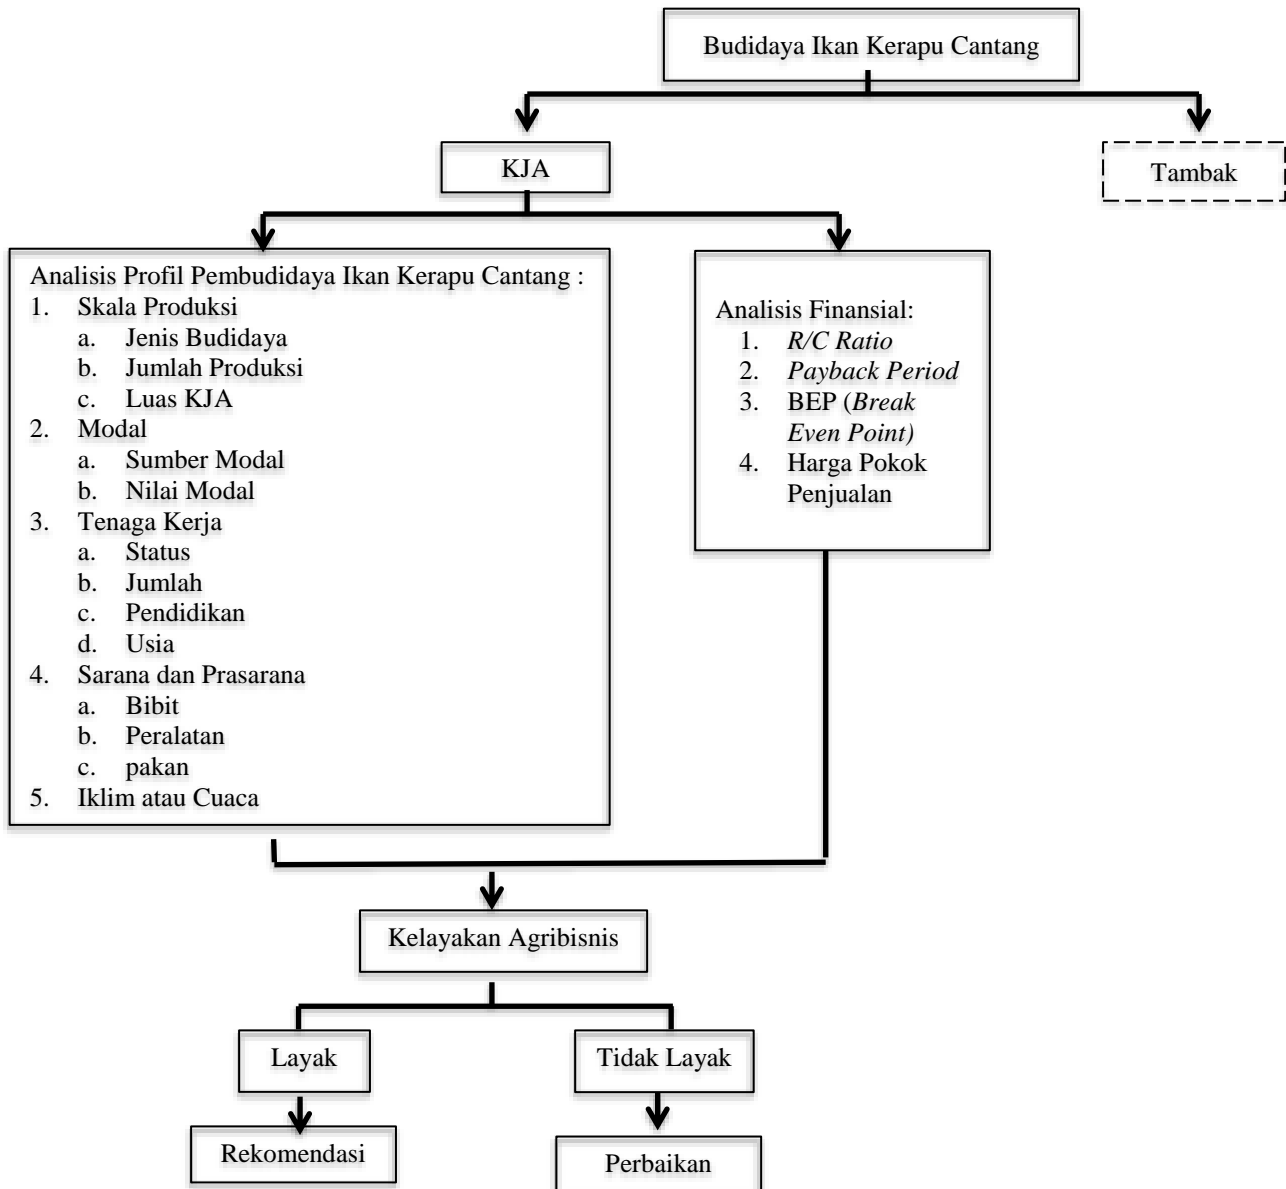 Budidaya Ikan Kerapu Cantang
KJA
Tambak
Analisis Profil Pembudidaya Ikan Kerapu Cantang :
1. Skala Produksi
a. Jenis Budidaya
b. Jumlah Produksi
c. Luas KJA
2. Modal
a. Sumber Modal
b. Nilai Modal
3. Tenaga Kerja
a. Status
b. Jumlah
c. Pendidikan
d. Usia
4. Sarana dan Prasarana
a. Bibit
b. Peralatan
c. pakan
5. Iklim atau Cuaca
Analisis Finansial:
1. R/C Ratio
2. Payback Period
3. BEP (Break
Even Point)
4. Harga Pokok
Penjualan
Kelayakan Agribisnis
Layak
Tidak Layak
Rekomendasi
Perbaikan